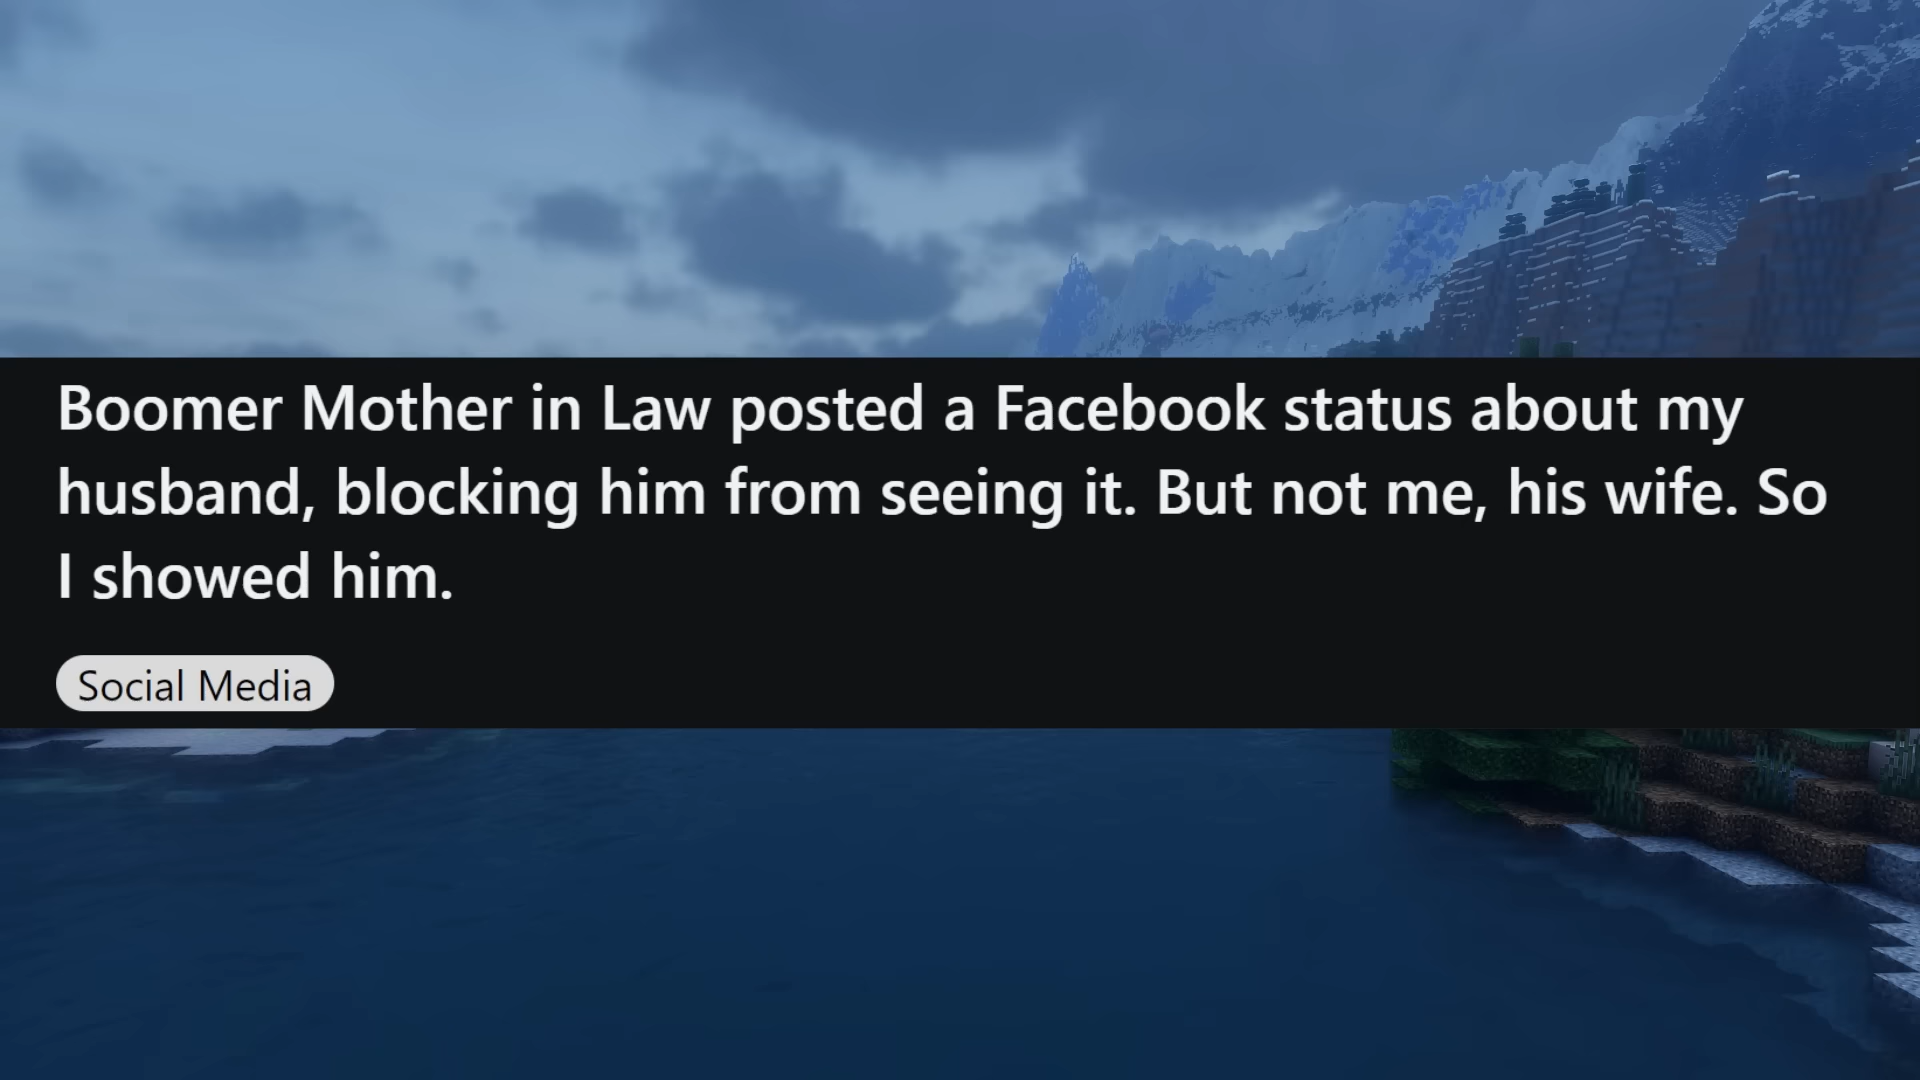 Boomer Mother in Law posted a Facebook status about my
husband, blocking him from seeing it. But not me, his wife. So
I showed him.
Social Media